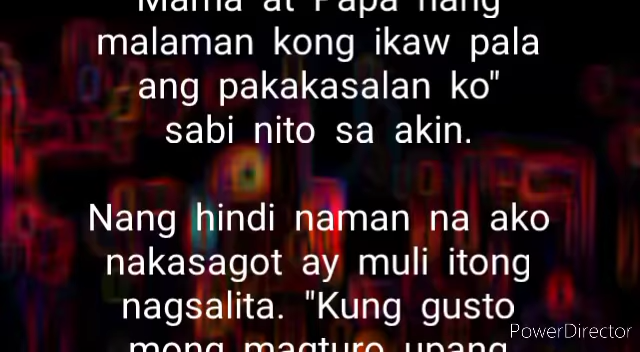 Mama at Papa nang
malaman kong ikaw pala
ang pakakasalan ko"
sabi nito sa akin.
Nang hindi naman na ako
nakasagot ay muli itong
nagsalita. "Kung gusto
mong magturo upang
PowerDirector